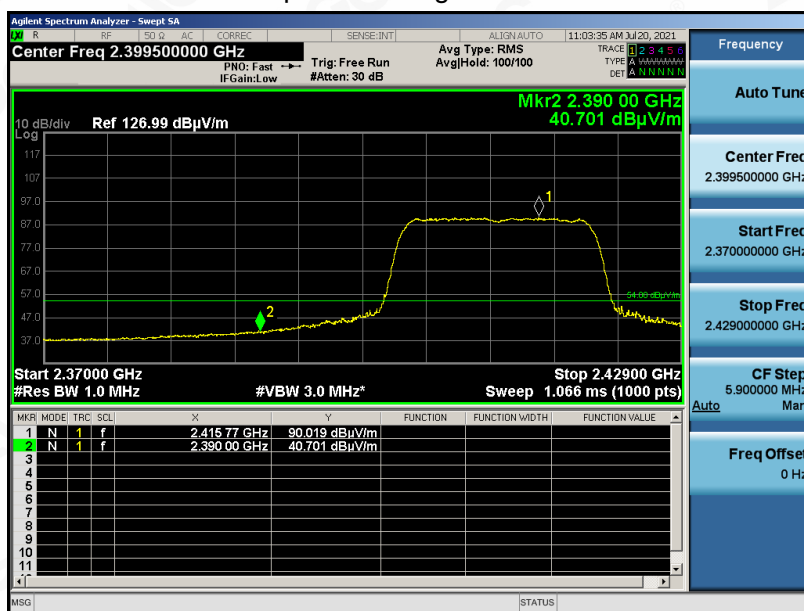 Agilent Spectrum Analyzer - Swept SA
LXI R RF 50 Ω AC CORREC SENSE:INT ALIGN AUTO 11:03:35 AM Jul 20, 2021
Center Freq 2.399500000 GHz
PNO: Fast
IFGain:Low
Trig: Free Run
#Atten: 30 dB
Avg Type: RMS
Avg|Hold: 100/100
TRACE 1 2 3 4 5 6
TYPE A WWWWW
DET A N N N N N
Mkr2 2.390 00 GHz
40.701 dBµV/m
10 dB/div Ref 126.99 dBµV/m
Log
117
107
97.0
87.0
77.0
67.0
57.0
47.0
37.0
1
2
54.00 dBµV/m
Start 2.37000 GHz Stop 2.42900 GHz
#Res BW 1.0 MHz #VBW 3.0 MHz* Sweep 1.066 ms (1000 pts)
MKR MODE TRC SCL X Y FUNCTION FUNCTION WIDTH FUNCTION VALUE
1 N 1 f 2.415 77 GHz 90.019 dBµV/m
2 N 1 f 2.390 00 GHz 40.701 dBµV/m
3
4
5
6
7
8
9
10
11
MSG STATUS
Frequency
Auto Tune
Center Freq
2.399500000 GHz
Start Freq
2.370000000 GHz
Stop Freq
2.429000000 GHz
CF Step
5.900000 MHz
Auto Man
Freq Offset
0 Hz